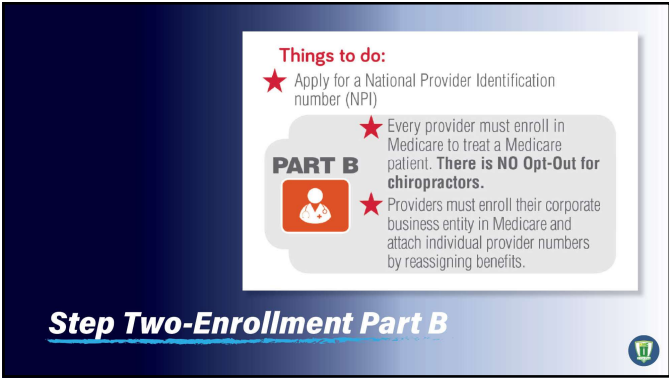 Things to do:
Apply for a National Provider Identification
number (NPI)
PART B
Every provider must enroll in
Medicare to treat a Medicare
patient. There is NO Opt-Out for
chiropractors.
Providers must enroll their corporate
business entity in Medicare and
attach individual provider numbers
by reassigning benefits.
Step Two-Enrollment Part B